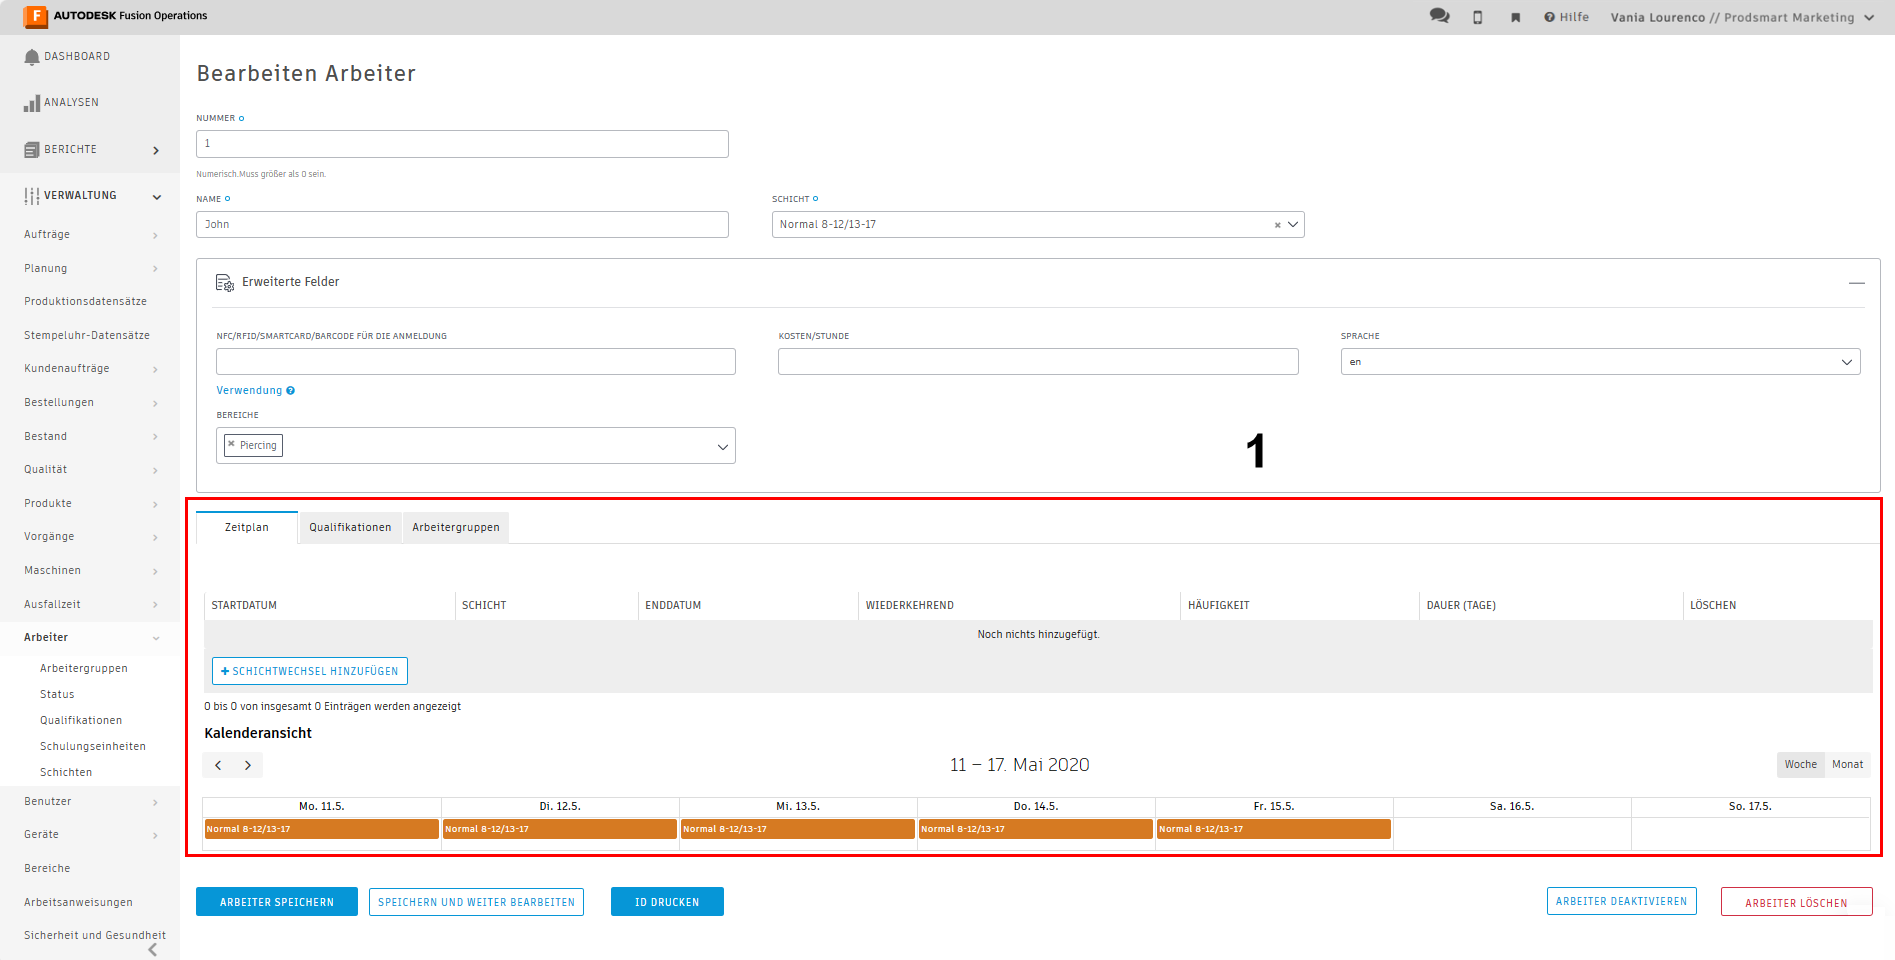 F AUTODESK Fusion Operations
Hilfe
Vania Lourenco // Prodsmart Marketing
DASHBOARD
ANALYSEN
BERICHTE
VERWALTUNG
Aufträge
Planung
Produktionsdatensätze
Stempeluhr-Datensätze
Kundenaufträge
Bestellungen
Bestand
Qualität
Produkte
Vorgänge
Maschinen
Ausfallzeit
Arbeiter
Arbeitergruppen
Status
Qualifikationen
Schulungseinheiten
Schichten
Benutzer
Geräte
Bereiche
Arbeitsanweisungen
Sicherheit und Gesundheit
Bearbeiten Arbeiter
NUMMER
1
Numerisch.Muss größer als 0 sein.
NAME
SCHICHT
John
Normal 8-12/13-17
Erweiterte Felder
NFC/RFID/SMARTCARD/BARCODE FÜR DIE ANMELDUNG
KOSTEN/STUNDE
SPRACHE
en
Verwendung
BEREICHE
Piercing
1
Zeitplan
Qualifikationen
Arbeitergruppen
STARTDATUM
SCHICHT
ENDDATUM
WIEDERKEHREND
HÄUFIGKEIT
DAUER (TAGE)
LÖSCHEN
Noch nichts hinzugefügt.
+ SCHICHTWECHSEL HINZUFÜGEN
0 bis 0 von insgesamt 0 Einträgen werden angezeigt
Kalenderansicht
11 – 17. Mai 2020
Woche
Monat
Mo. 11.5.
Di. 12.5.
Mi. 13.5.
Do. 14.5.
Fr. 15.5.
Sa. 16.5.
So. 17.5.
Normal 8-12/13-17
Normal 8-12/13-17
Normal 8-12/13-17
Normal 8-12/13-17
Normal 8-12/13-17
ARBEITER SPEICHERN
SPEICHERN UND WEITER BEARBEITEN
ID DRUCKEN
ARBEITER DEAKTIVIEREN
ARBEITER LÖSCHEN